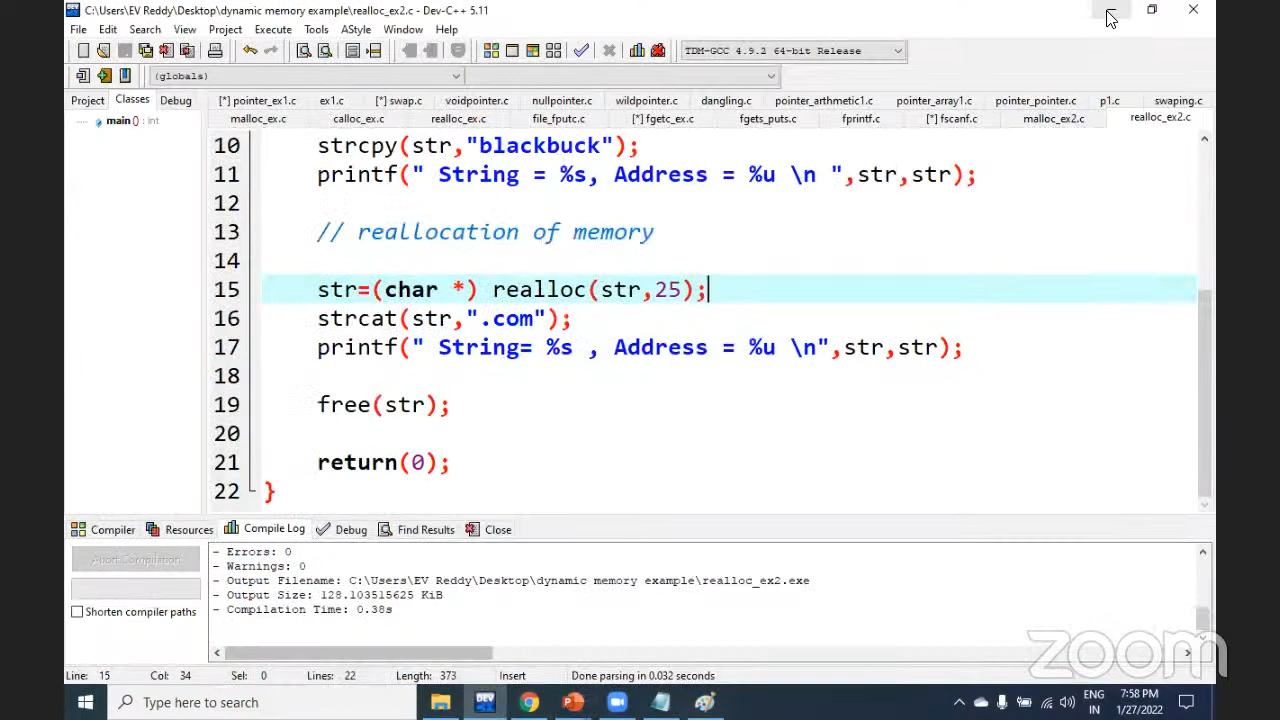 C:\Users\EV Reddy\Desktop\dynamic memory example\realloc_ex2.c - Dev-C++ 5.11
File Edit Search View Project Execute Tools AStyle Window Help
TDM-GCC 4.9.2 64-bit Release
(globals)
Project Classes Debug
[*] pointer_ex1.c ex1.c [*] swap.c voidpointer.c nullpointer.c wildpointer.c dangling.c pointer_arthmetic1.c pointer_array1.c pointer_pointer.c p1.c swaping.c
malloc_ex.c calloc_ex.c realloc_ex.c file_fputc.c [*] fgetc_ex.c fgets_puts.c fprintf.c [*] fscanf.c malloc_ex2.c realloc_ex2.c
main () : int
10 strcpy(str,"blackbuck");
11 printf(" String = %s, Address = %u \n ",str,str);
12
13 // reallocation of memory
14
15 str=(char *) realloc(str,25);
16 strcat(str,".com");
17 printf(" String= %s , Address = %u \n",str,str);
18
19 free(str);
20
21 return(0);
22 }
Compiler Resources Compile Log Debug Find Results Close
Abort Compilation
Shorten compiler paths
- Errors: 0
- Warnings: 0
- Output Filename: C:\Users\EV Reddy\Desktop\dynamic memory example\realloc_ex2.exe
- Output Size: 128.103515625 KiB
- Compilation Time: 0.38s
zoom
Line: 15 Col: 34 Sel: 0 Lines: 22 Length: 373 Insert Done parsing in 0.032 seconds
Type here to search
DEV
ENG
IN
7:58 PM
1/27/2022